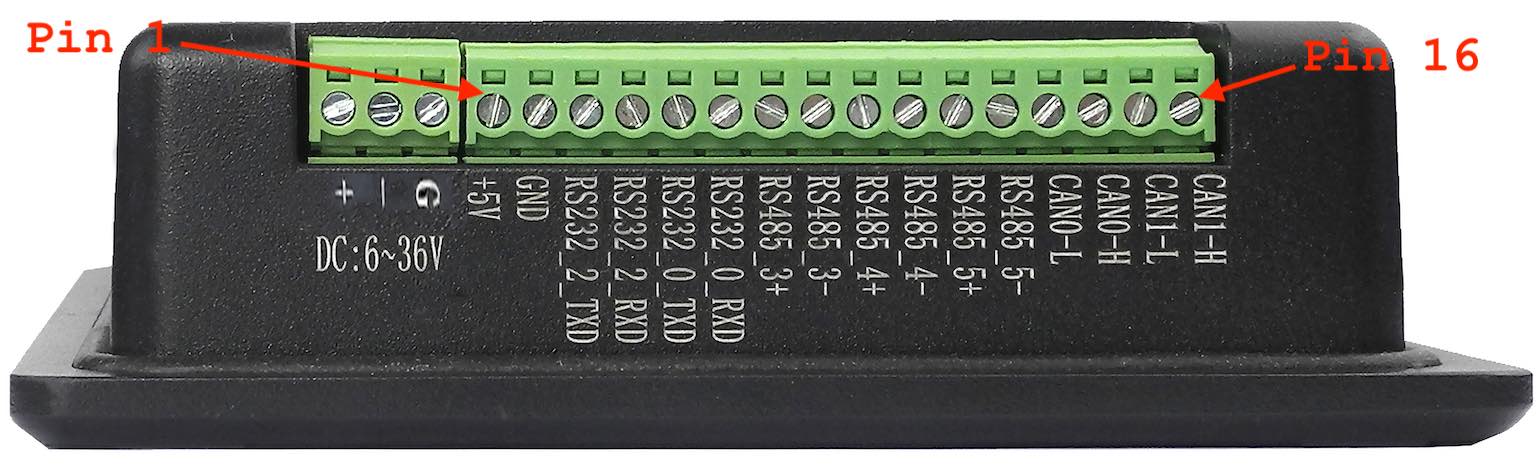 Pin 1
Pin 16
+ - G
DC:6~36V
+5V
GND
RS232_2_TXD
RS232_2_RXD
RS232_0_TXD
RS232_0_RXD
RS485_3+
RS485_3-
RS485_4+
RS485_4-
RS485_5+
RS485_5-
CAN0-L
CAN0-H
CAN1-L
CAN1-H